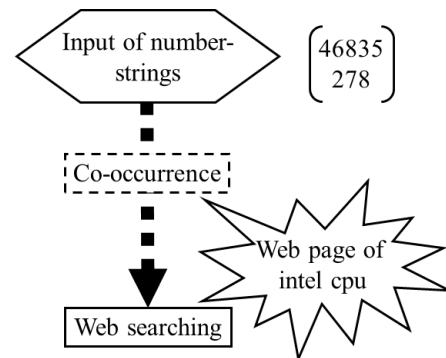 Input of number-
strings
46835
278
Co-occurrence
Web page of
intel cpu
Web searching